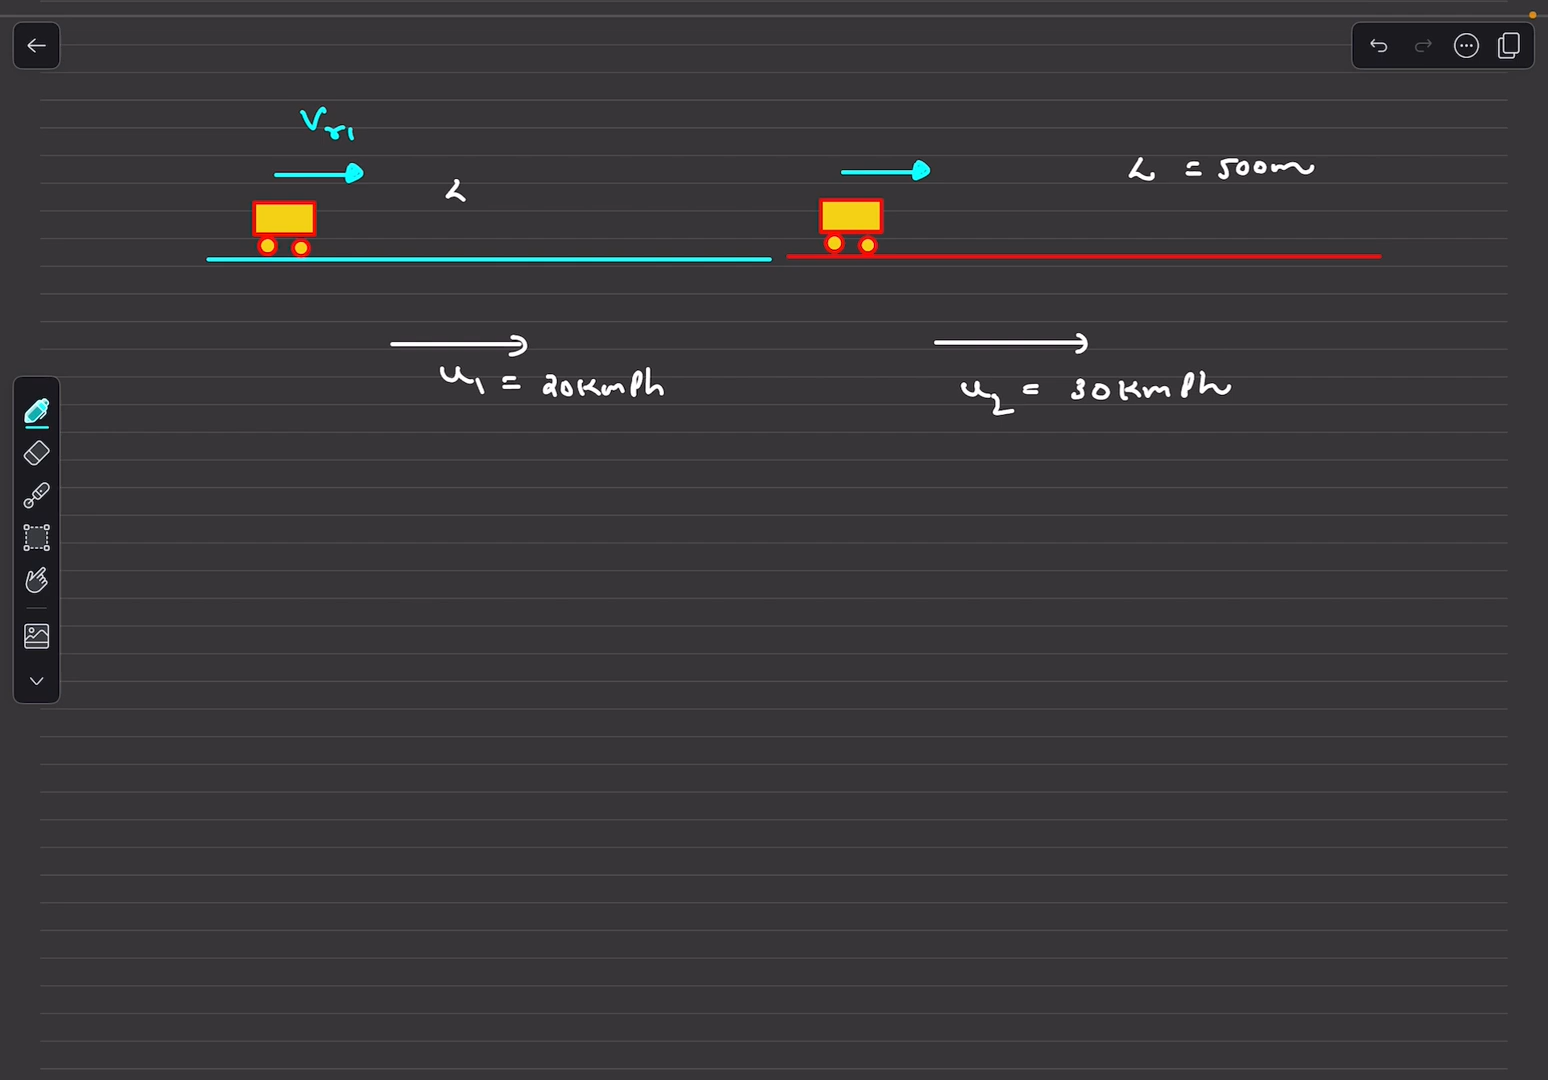 Vr1
L
L = 500m
u1 = 20KmPh
u2 = 30KmPh